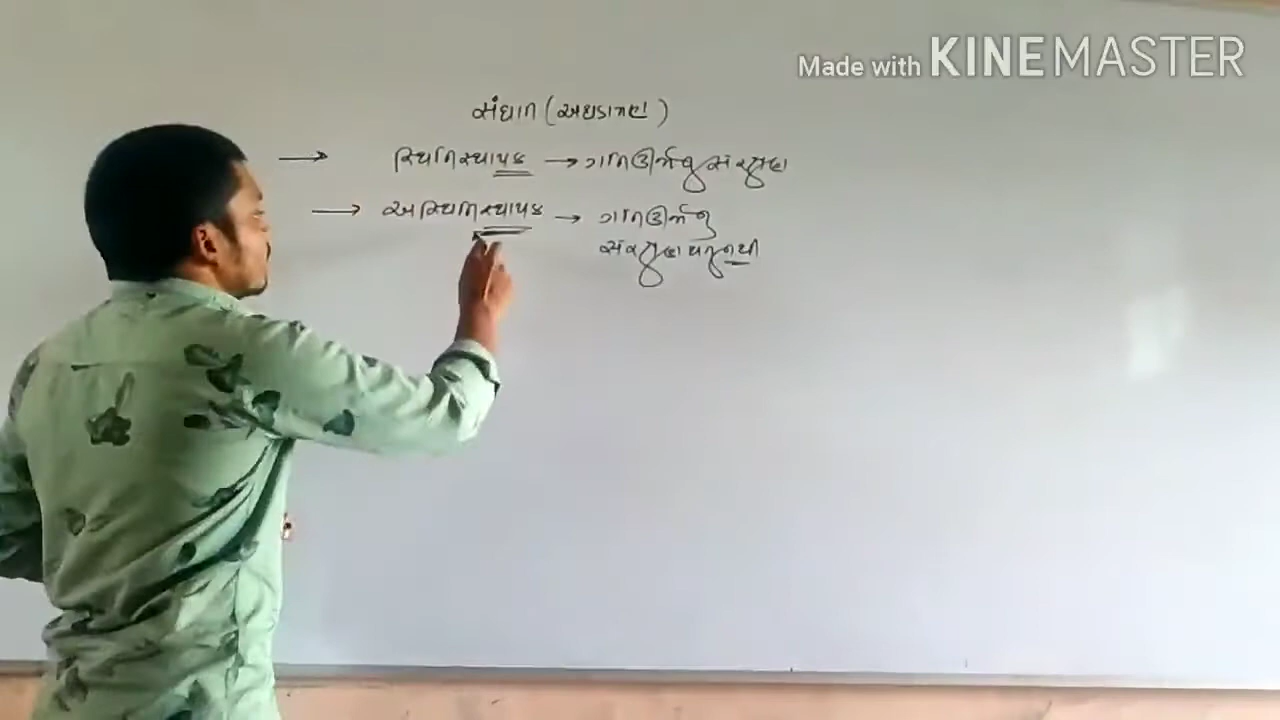 Made with KINEMASTER
સંઘાત (અથડામણ)
→ સ્થિતિસ્થાપક → ગતિઊર્જાનું સંરક્ષણ
→ અસ્થિતિસ્થાપક → ગતિઊર્જાનું
સંરક્ષણ થતુ નથી